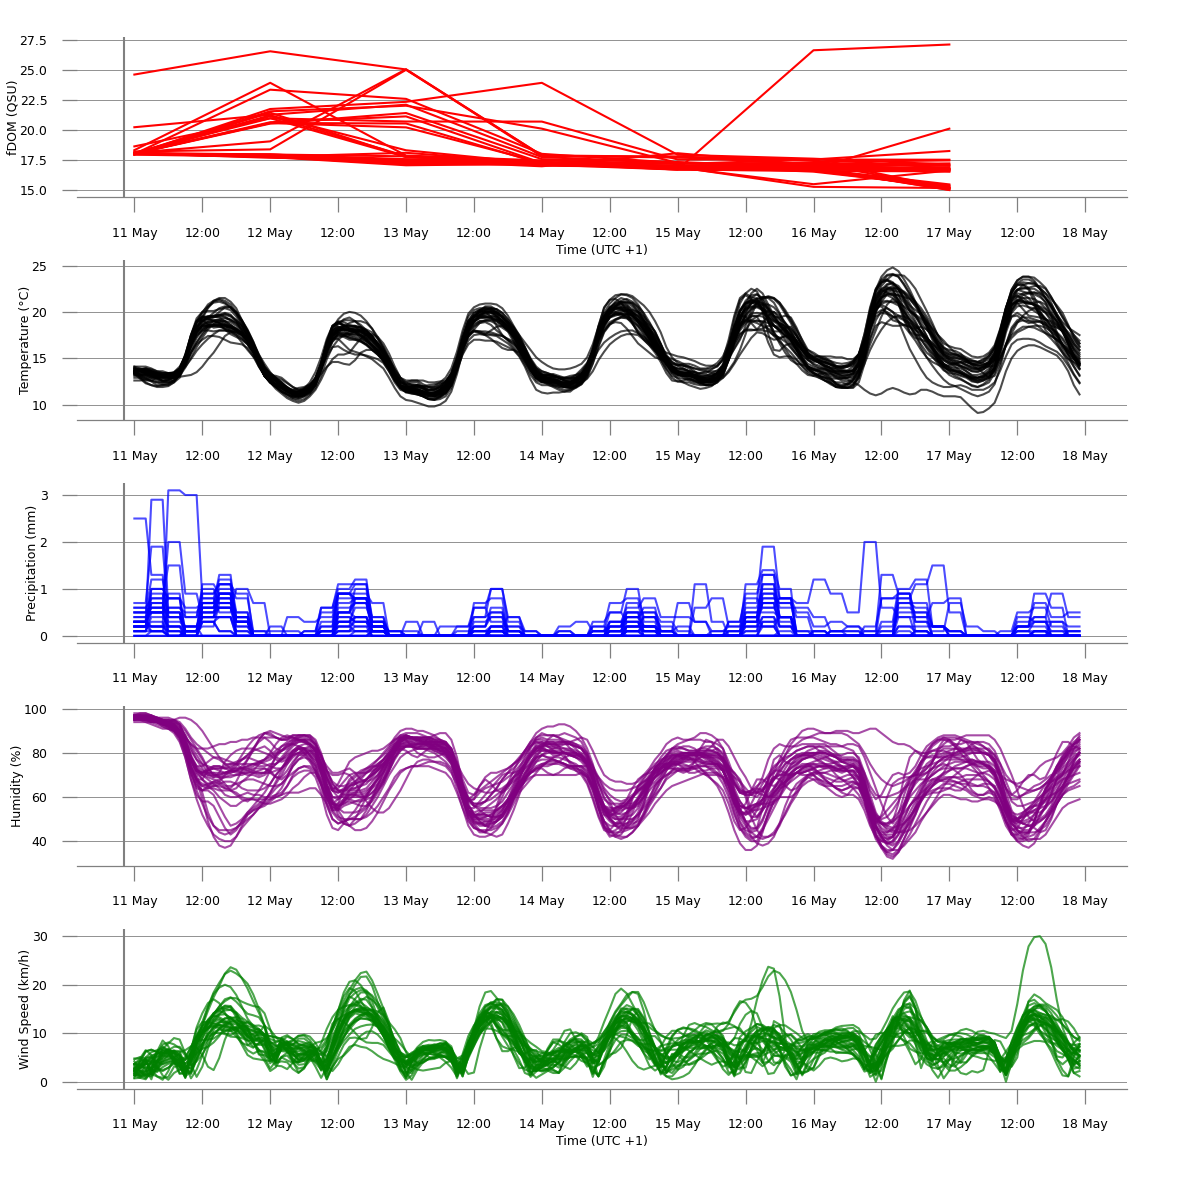 27.5
25.0
22.5
20.0
17.5
15.0
fDOM (QSU)
11 May 12:00 12 May 12:00 13 May 12:00 14 May 12:00 15 May 12:00 16 May 12:00 17 May 12:00 18 May
Time (UTC +1)
25
20
15
10
Temperature (°C)
11 May 12:00 12 May 12:00 13 May 12:00 14 May 12:00 15 May 12:00 16 May 12:00 17 May 12:00 18 May
3
2
1
0
Precipitation (mm)
11 May 12:00 12 May 12:00 13 May 12:00 14 May 12:00 15 May 12:00 16 May 12:00 17 May 12:00 18 May
100
80
60
40
Humidity (%)
11 May 12:00 12 May 12:00 13 May 12:00 14 May 12:00 15 May 12:00 16 May 12:00 17 May 12:00 18 May
30
20
10
0
Wind Speed (km/h)
11 May 12:00 12 May 12:00 13 May 12:00 14 May 12:00 15 May 12:00 16 May 12:00 17 May 12:00 18 May
Time (UTC +1)